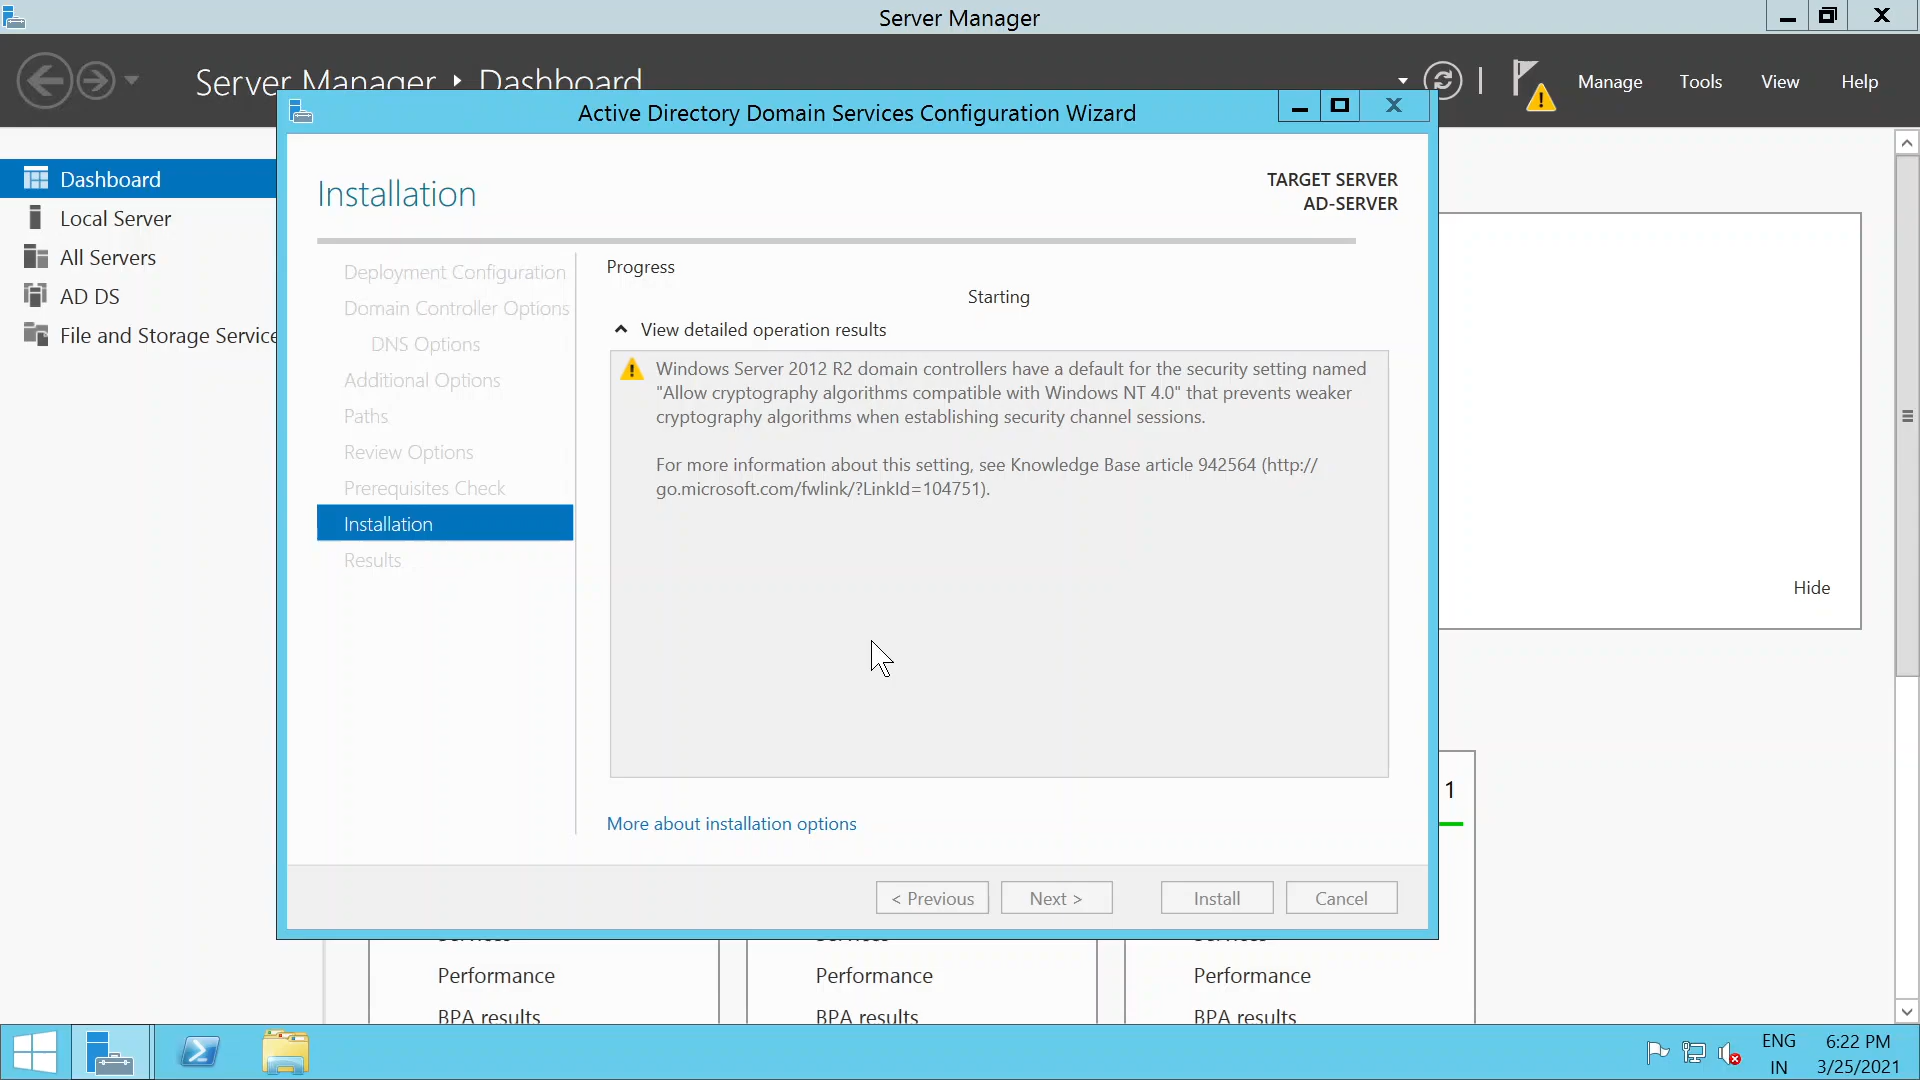 Server Manager
Server Manager Dashboard
Manage Tools View Help
Active Directory Domain Services Configuration Wizard
Dashboard
Local Server
All Servers
AD DS
File and Storage Service
Installation
TARGET SERVER
AD-SERVER
Deployment Configuration
Domain Controller Options
DNS Options
Additional Options
Paths
Review Options
Prerequisites Check
Installation
Results
Progress
Starting
View detailed operation results
Windows Server 2012 R2 domain controllers have a default for the security setting named
"Allow cryptography algorithms compatible with Windows NT 4.0" that prevents weaker
cryptography algorithms when establishing security channel sessions.
For more information about this setting, see Knowledge Base article 942564 (http://
go.microsoft.com/fwlink/?LinkId=104751).
More about installation options
< Previous Next > Install Cancel
Hide
1
Performance Performance Performance
BPA results BPA results BPA results
ENG 6:22 PM
IN 3/25/2021